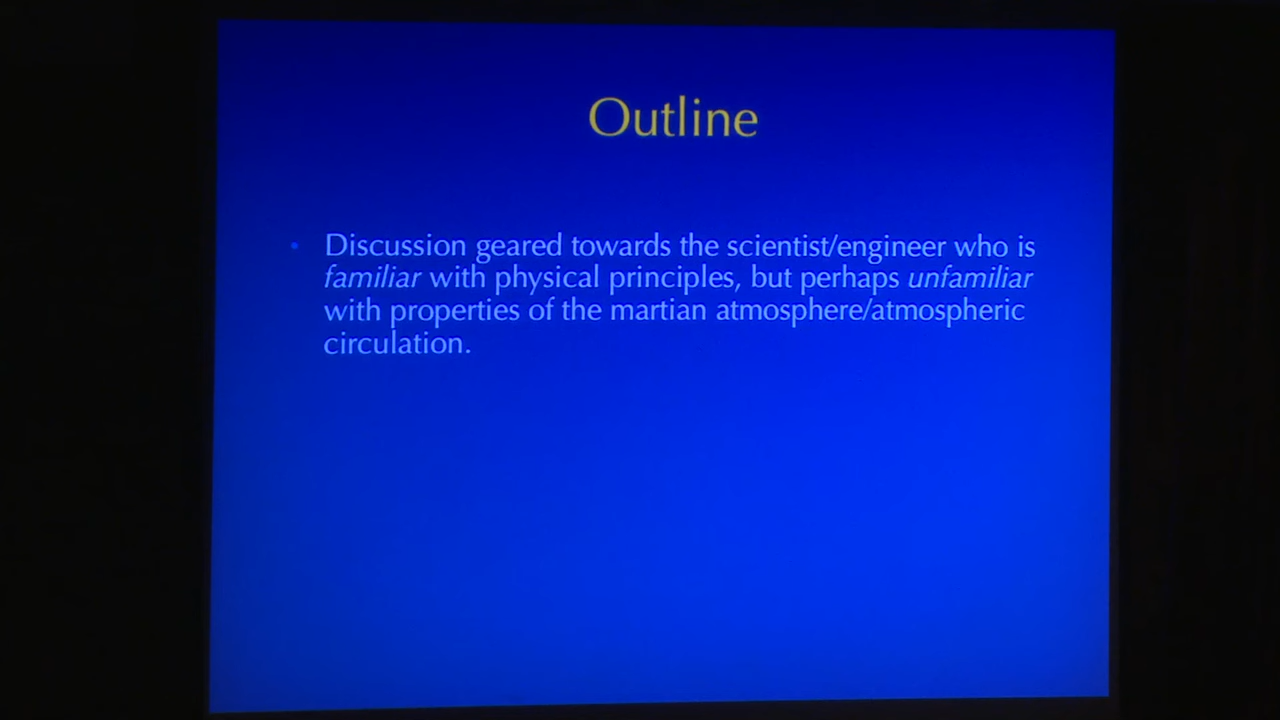 Outline
• Discussion geared towards the scientist/engineer who is
familiar with physical principles, but perhaps unfamiliar
with properties of the martian atmosphere/atmospheric
circulation.